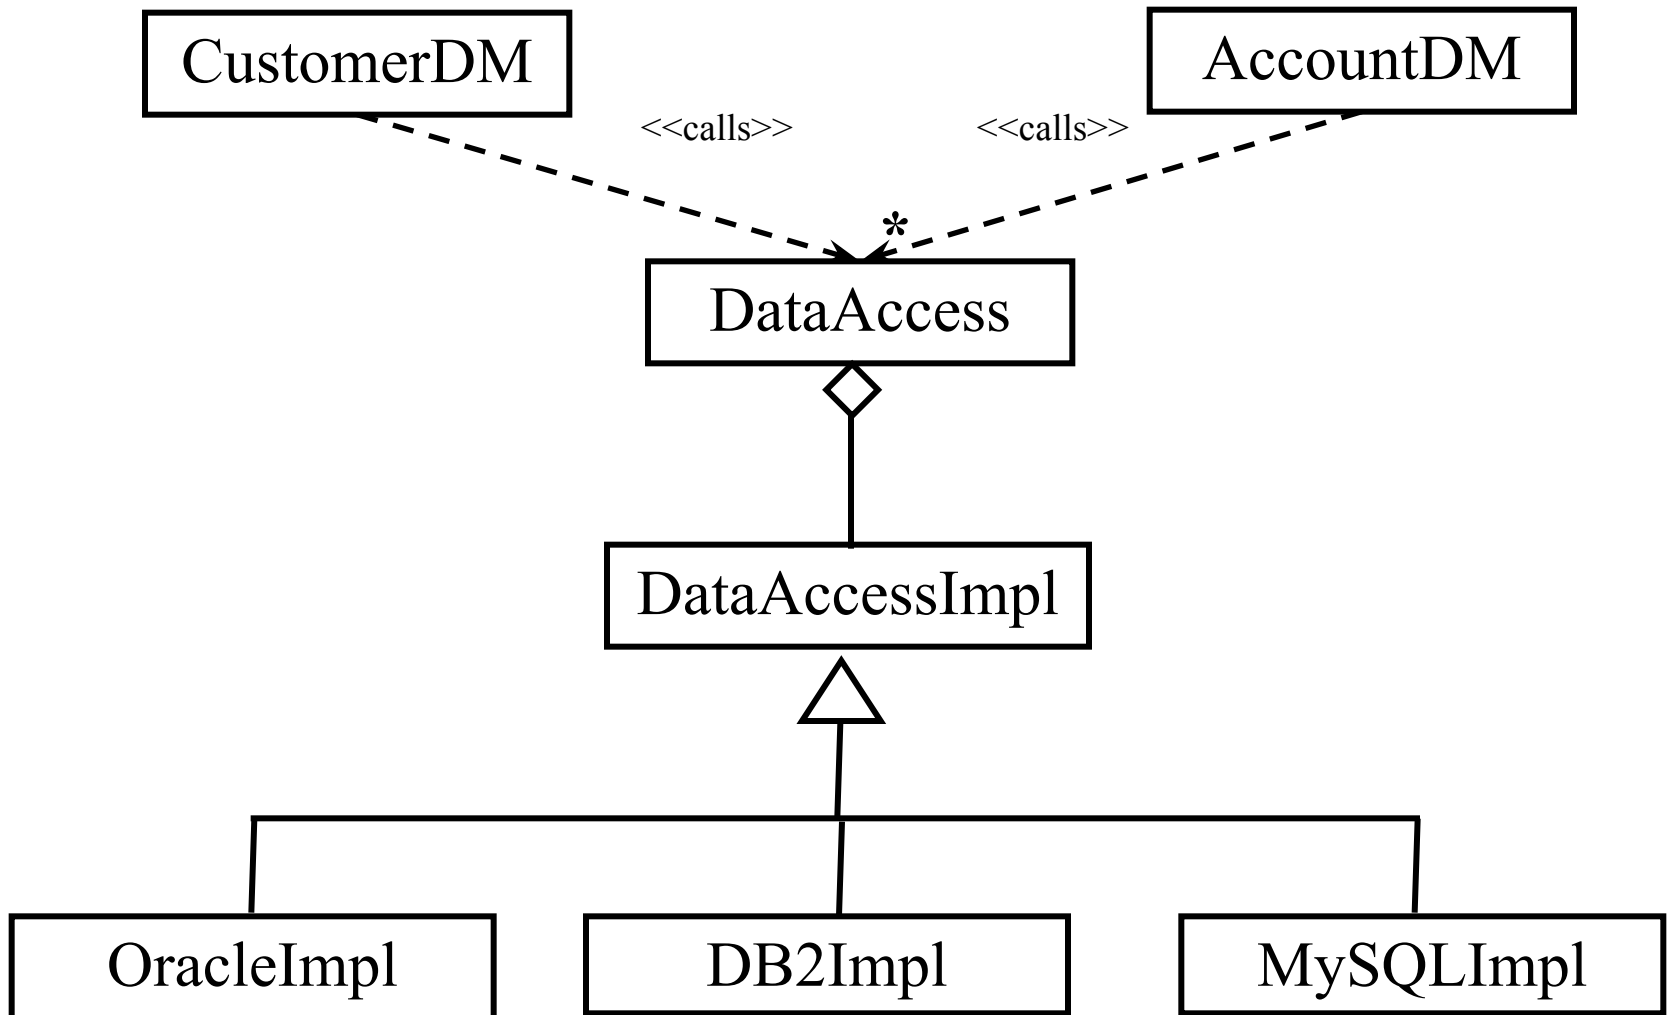 CustomerDM
AccountDM
<<calls>>
<<calls>>
*
DataAccess
DataAccessImpl
OracleImpl
DB2Impl
MySQLImpl